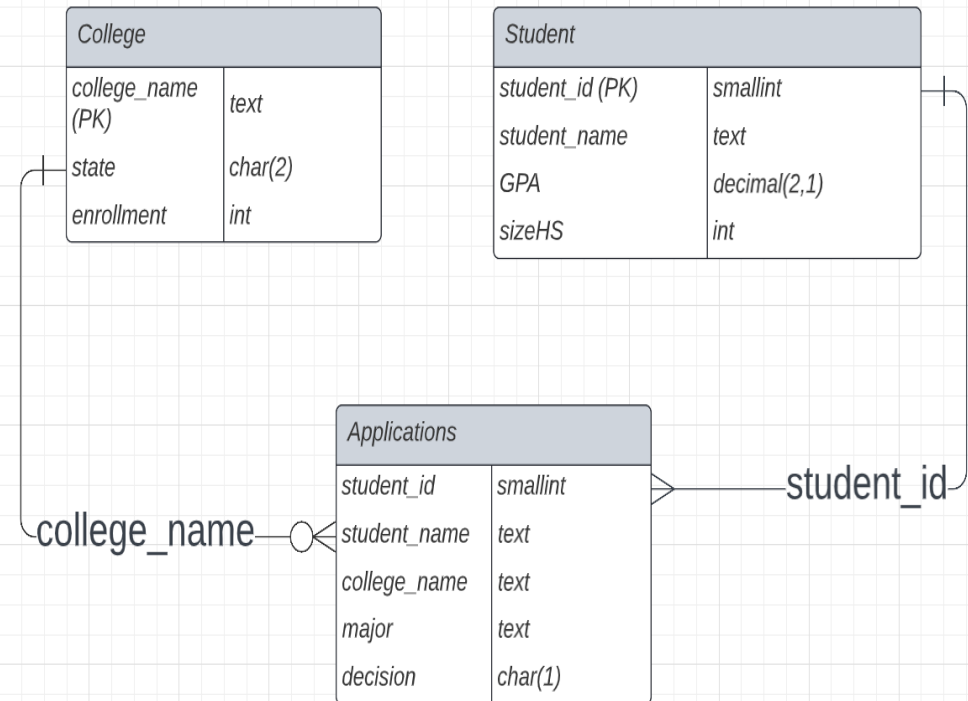 College
college_name
(PK)
text
state
char(2)
enrollment
int
Student
student_id (PK)
smallint
student_name
text
GPA
decimal(2,1)
sizeHS
int
Applications
student_id
smallint
student_name
text
college_name
text
major
text
decision
char(1)
college_name
student_id